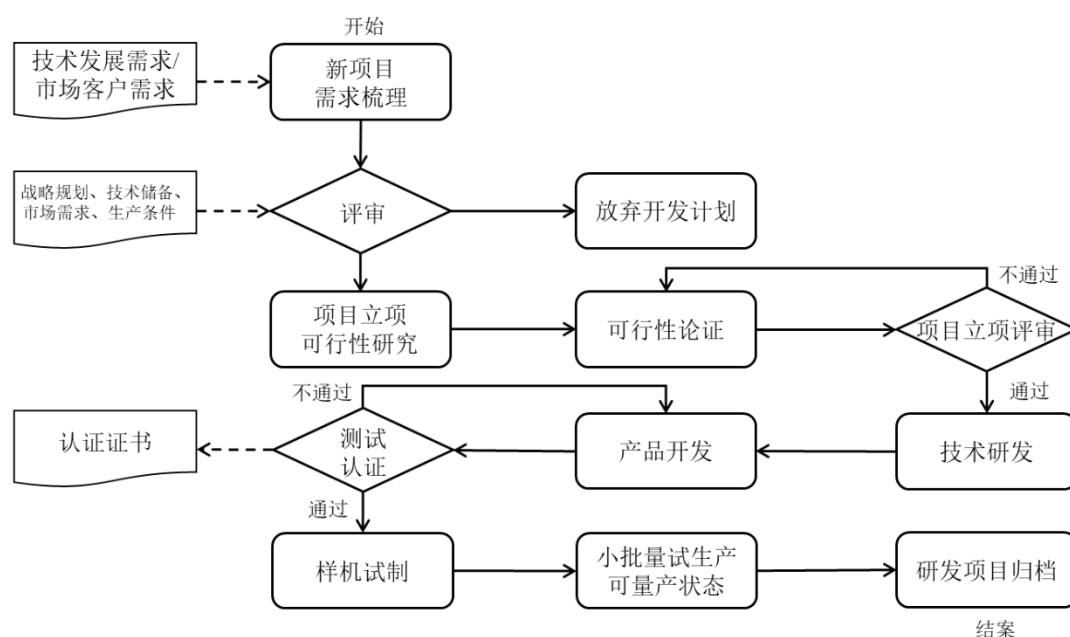 开始
技术发展需求/
市场客户需求
新项目
需求梳理
战略规划、技术储备、
市场需求、生产条件
评审
放弃开发计划
不通过
项目立项
可行性研究
可行性论证
项目立项评审
不通过
通过
认证证书
测试
认证
产品开发
技术研发
通过
样机试制
小批量试生产
可量产状态
研发项目归档
结案